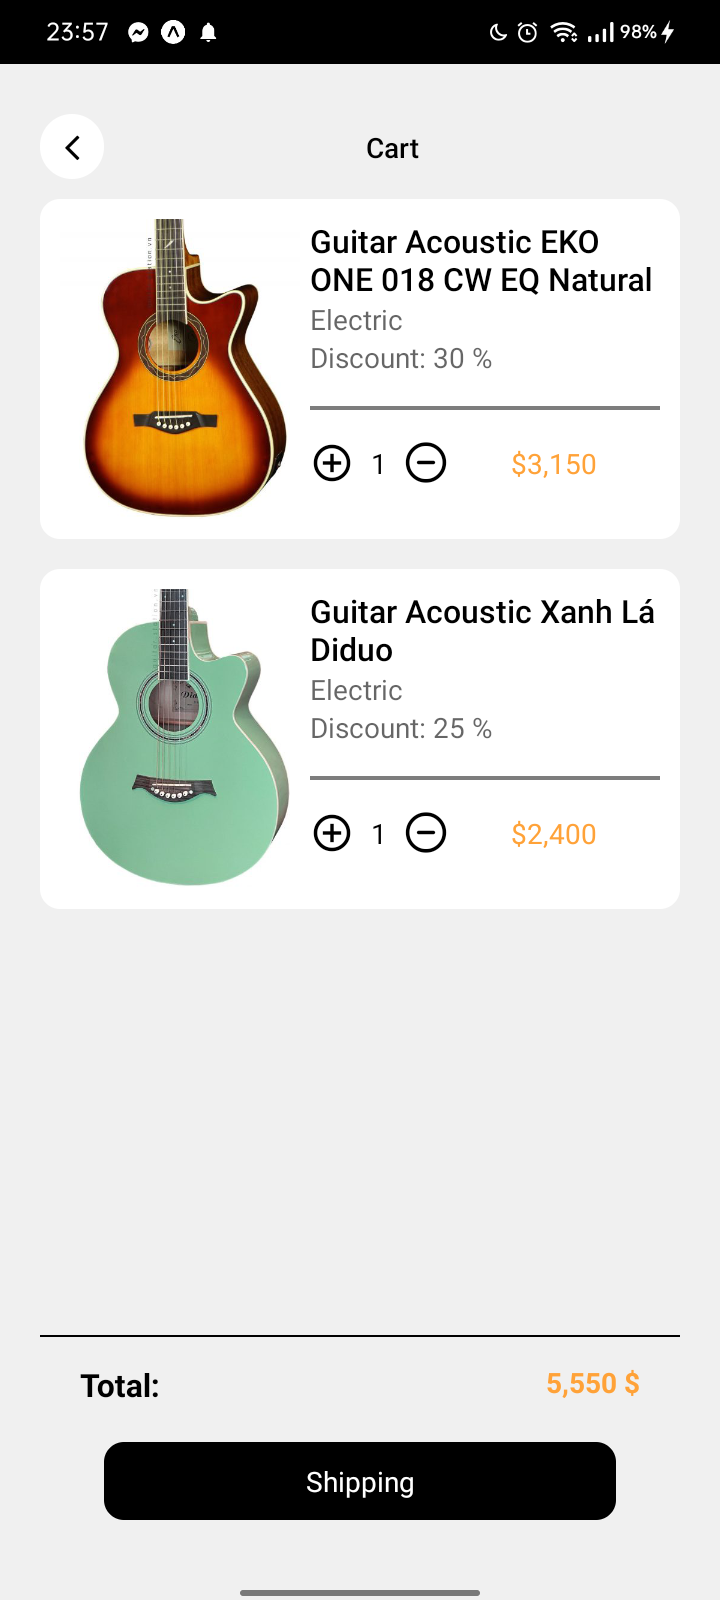 23:57
98%
Cart
Guitar Acoustic EKO
ONE 018 CW EQ Natural
Electric
Discount: 30 %
1
$3,150
Guitar Acoustic Xanh Lá
Diduo
Electric
Discount: 25 %
1
$2,400
Total:
5,550 $
Shipping